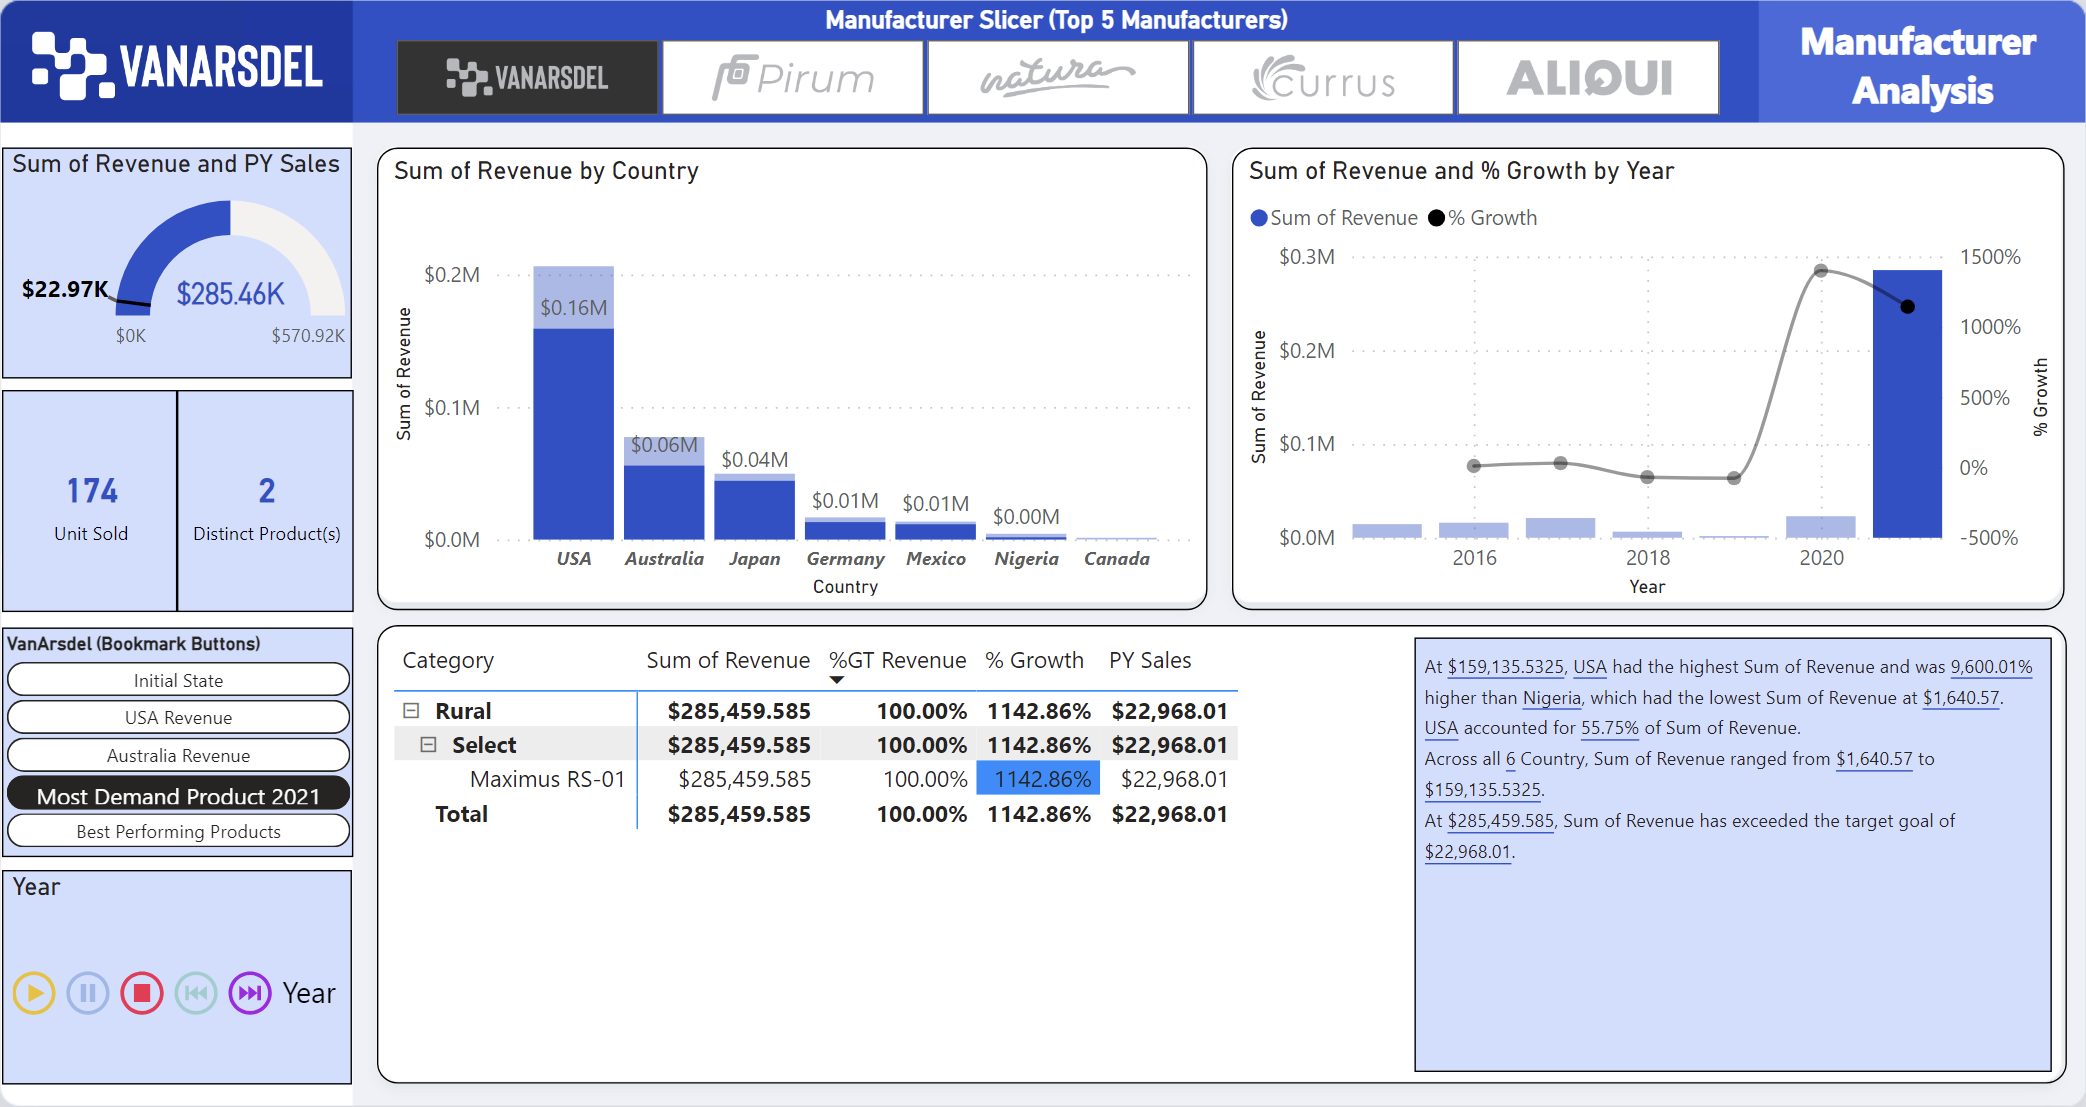 VANARSDEL
Manufacturer Slicer (Top 5 Manufacturers)
VANARSDEL
Pirum
natura
currus
ALIQUI
Manufacturer
Analysis
Sum of Revenue and PY Sales
$22.97K
$285.46K
$0K
$570.92K
174
Unit Sold
2
Distinct Product(s)
VanArsdel (Bookmark Buttons)
Initial State
USA Revenue
Australia Revenue
Most Demand Product 2021
Best Performing Products
Year
Year
Sum of Revenue by Country
Sum of Revenue
$0.2M
$0.1M
$0.0M
$0.16M
$0.06M
$0.04M
$0.01M
$0.01M
$0.00M
USA
Australia
Japan
Germany
Mexico
Nigeria
Canada
Country
Sum of Revenue and % Growth by Year
Sum of Revenue
% Growth
Sum of Revenue
$0.3M
$0.2M
$0.1M
$0.0M
1500%
1000%
500%
0%
-500%
% Growth
2016
2018
2020
Year
Category Sum of Revenue %GT Revenue % Growth PY Sales
Rural $285,459.585 100.00% 1142.86% $22,968.01
Select $285,459.585 100.00% 1142.86% $22,968.01
Maximus RS-01 $285,459.585 100.00% 1142.86% $22,968.01
Total $285,459.585 100.00% 1142.86% $22,968.01
At $159,135.5325, USA had the highest Sum of Revenue and was 9,600.01%
higher than Nigeria, which had the lowest Sum of Revenue at $1,640.57.
USA accounted for 55.75% of Sum of Revenue.
Across all 6 Country, Sum of Revenue ranged from $1,640.57 to
$159,135.5325.
At $285,459.585, Sum of Revenue has exceeded the target goal of
$22,968.01.